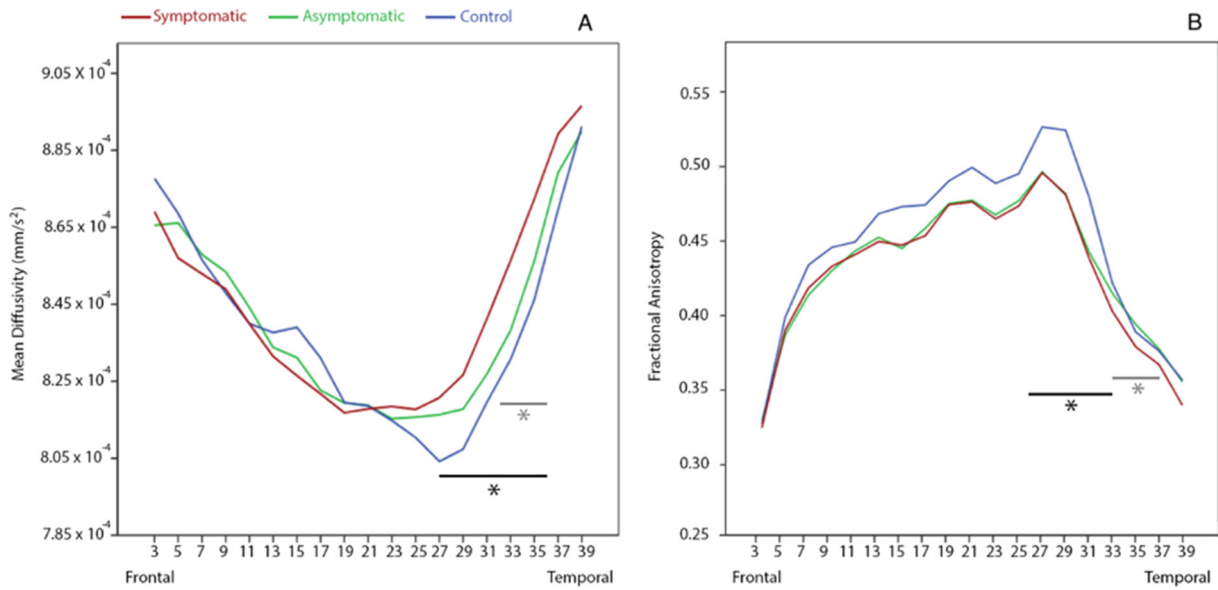 Symptomatic Asymptomatic Control A
9.05 X 10-4
8.85 x 10-4
8.65 x 10-4
8.45 x 10-4
8.25 x 10-4
8.05 x 10-4
7.85 x 10-4
Mean Diffusivity (mm/s²)
3 5 7 9 11 13 15 17 19 21 23 25 27 29 31 33 35 37 39
Frontal Temporal
*
*
B
0.55
0.50
0.45
0.40
0.35
0.30
0.25
Fractional Anisotropy
3 5 7 9 11 13 15 17 19 21 23 25 27 29 31 33 35 37 39
Frontal Temporal
*
*